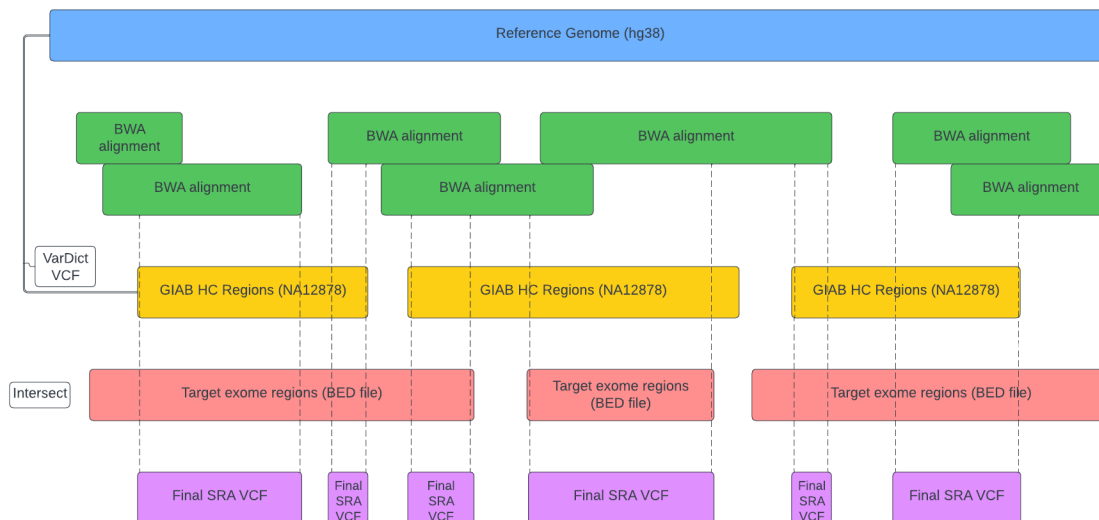 Reference Genome (hg38)
BWA
alignment
BWA alignment
BWA alignment
BWA alignment
BWA alignment
BWA alignment
BWA alignment
VarDict
VCF
GIAB HC Regions (NA12878)
GIAB HC Regions (NA12878)
GIAB HC Regions (NA12878)
Intersect
Target exome regions (BED file)
Target exome regions
(BED file)
Target exome regions (BED file)
Final SRA VCF
Final
SRA
VCF
Final
SRA
VCF
Final SRA VCF
Final
SRA
VCF
Final SRA VCF